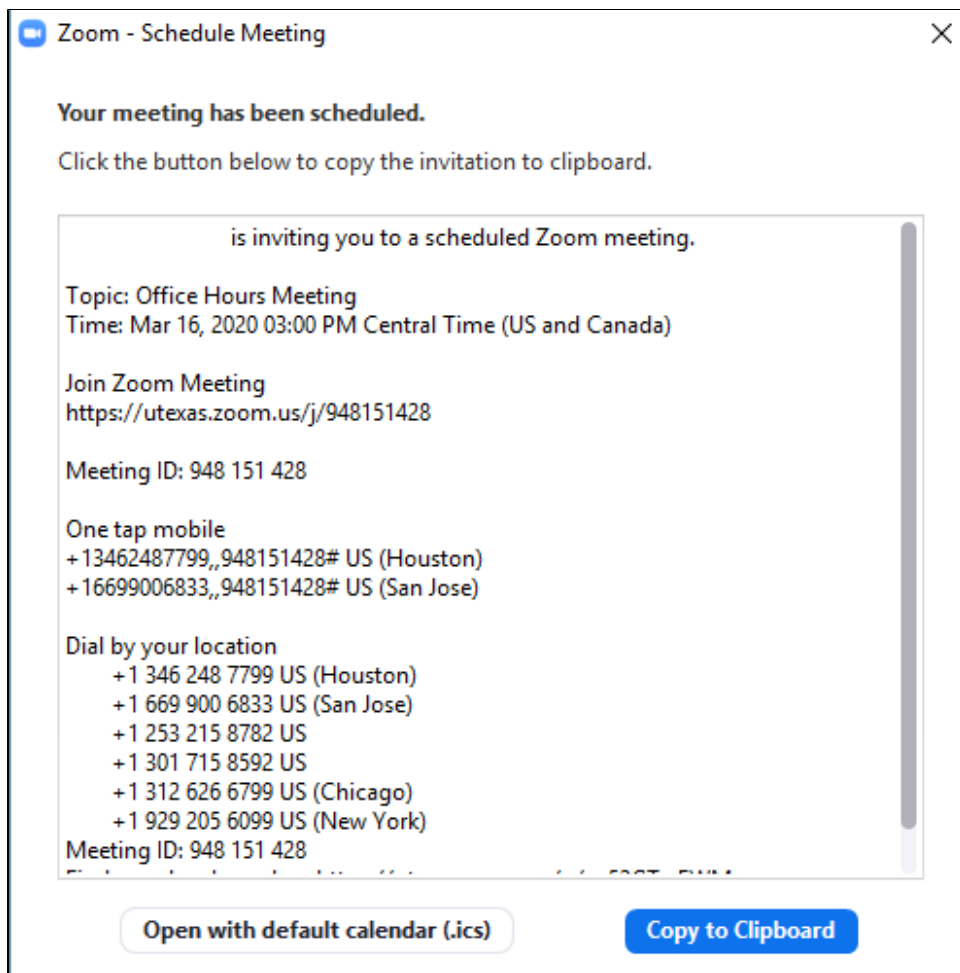 Zoom - Schedule Meeting
Your meeting has been scheduled.
Click the button below to copy the invitation to clipboard.
is inviting you to a scheduled Zoom meeting.
Topic: Office Hours Meeting
Time: Mar 16, 2020 03:00 PM Central Time (US and Canada)
Join Zoom Meeting
https://utexas.zoom.us/j/948151428
Meeting ID: 948 151 428
One tap mobile
+13462487799,,948151428# US (Houston)
+16699006833,,948151428# US (San Jose)
Dial by your location
+1 346 248 7799 US (Houston)
+1 669 900 6833 US (San Jose)
+1 253 215 8782 US
+1 301 715 8592 US
+1 312 626 6799 US (Chicago)
+1 929 205 6099 US (New York)
Meeting ID: 948 151 428
Open with default calendar (.ics)
Copy to Clipboard